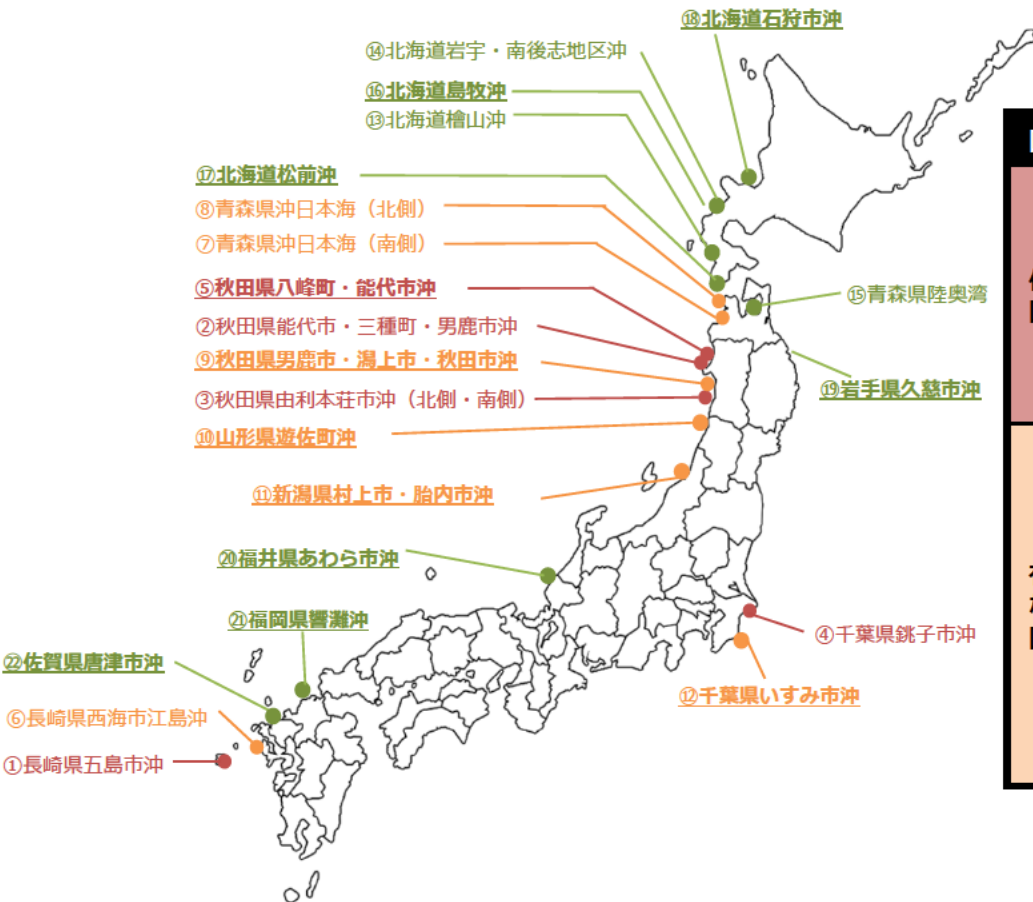 ⑱北海道石狩市沖
⑭北海道岩宇・南後志地区沖
⑯北海道島牧沖
⑬北海道檜山沖
⑰北海道松前沖
⑧青森県沖日本海（北側）
⑦青森県沖日本海（南側）
⑤秋田県八峰町・能代市沖
⑮青森県陸奥湾
②秋田県能代市・三種町・男鹿市沖
⑨秋田県男鹿市・潟上市・秋田市沖
⑲岩手県久慈市沖
③秋田県由利本荘市沖（北側・南側）
⑩山形県遊佐町沖
⑪新潟県村上市・胎内市沖
⑳福井県あわら市沖
㉑福岡県響灘沖
④千葉県銚子市沖
㉒佐賀県唐津市沖
⑫千葉県いすみ市沖
⑥長崎県西海市江島沖
①長崎県五島市沖